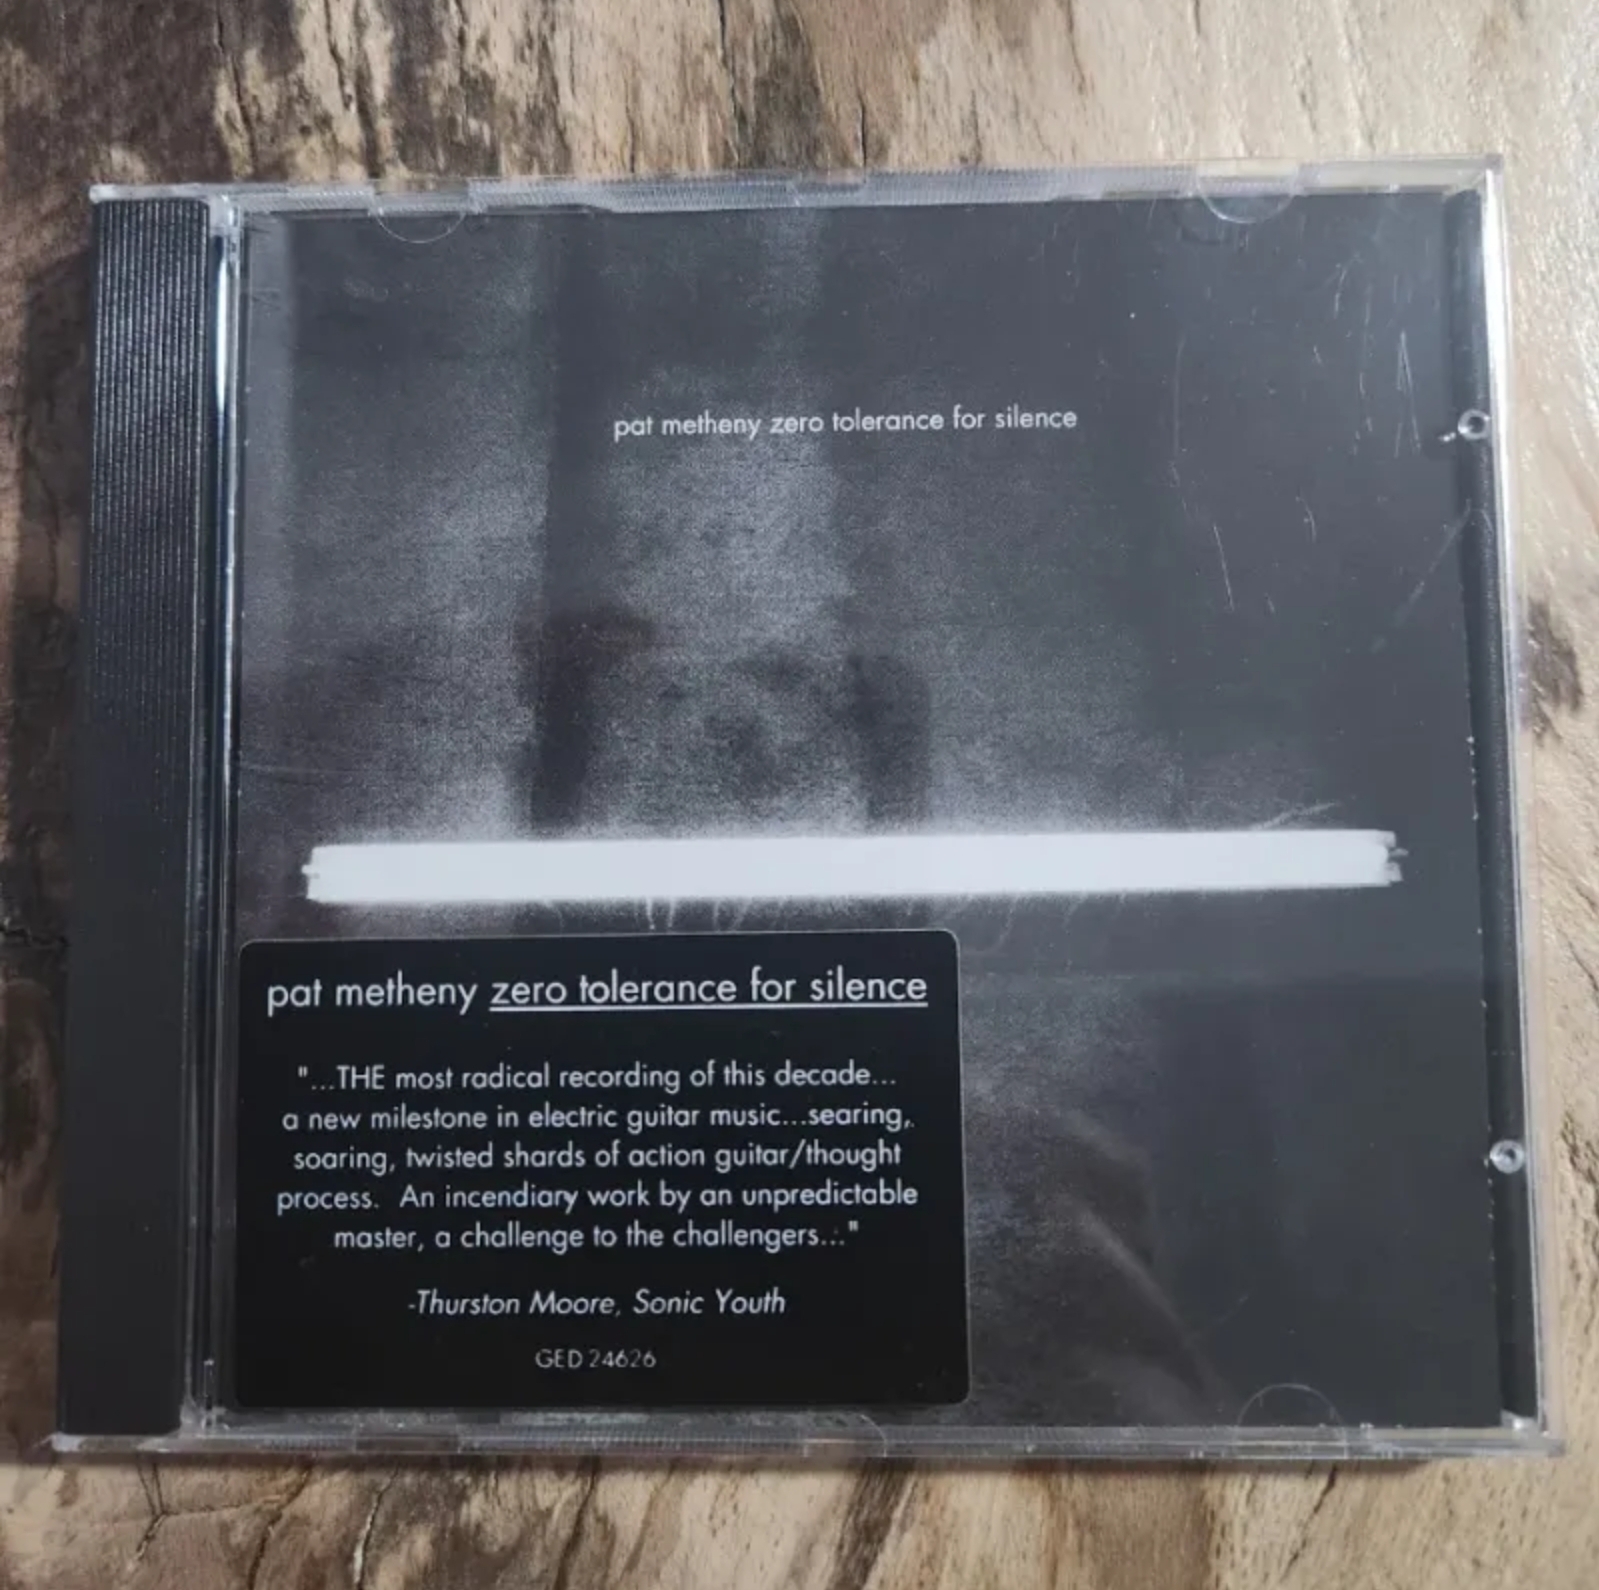 pat metheny zero tolerance for silence
pat metheny zero tolerance for silence
"...THE most radical recording of this decade...
a new milestone in electric guitar music...searing,
soaring, twisted shards of action guitar/thought
process. An incendiary work by an unpredictable
master, a challenge to the challengers..."
-Thurston Moore, Sonic Youth
GED 24626